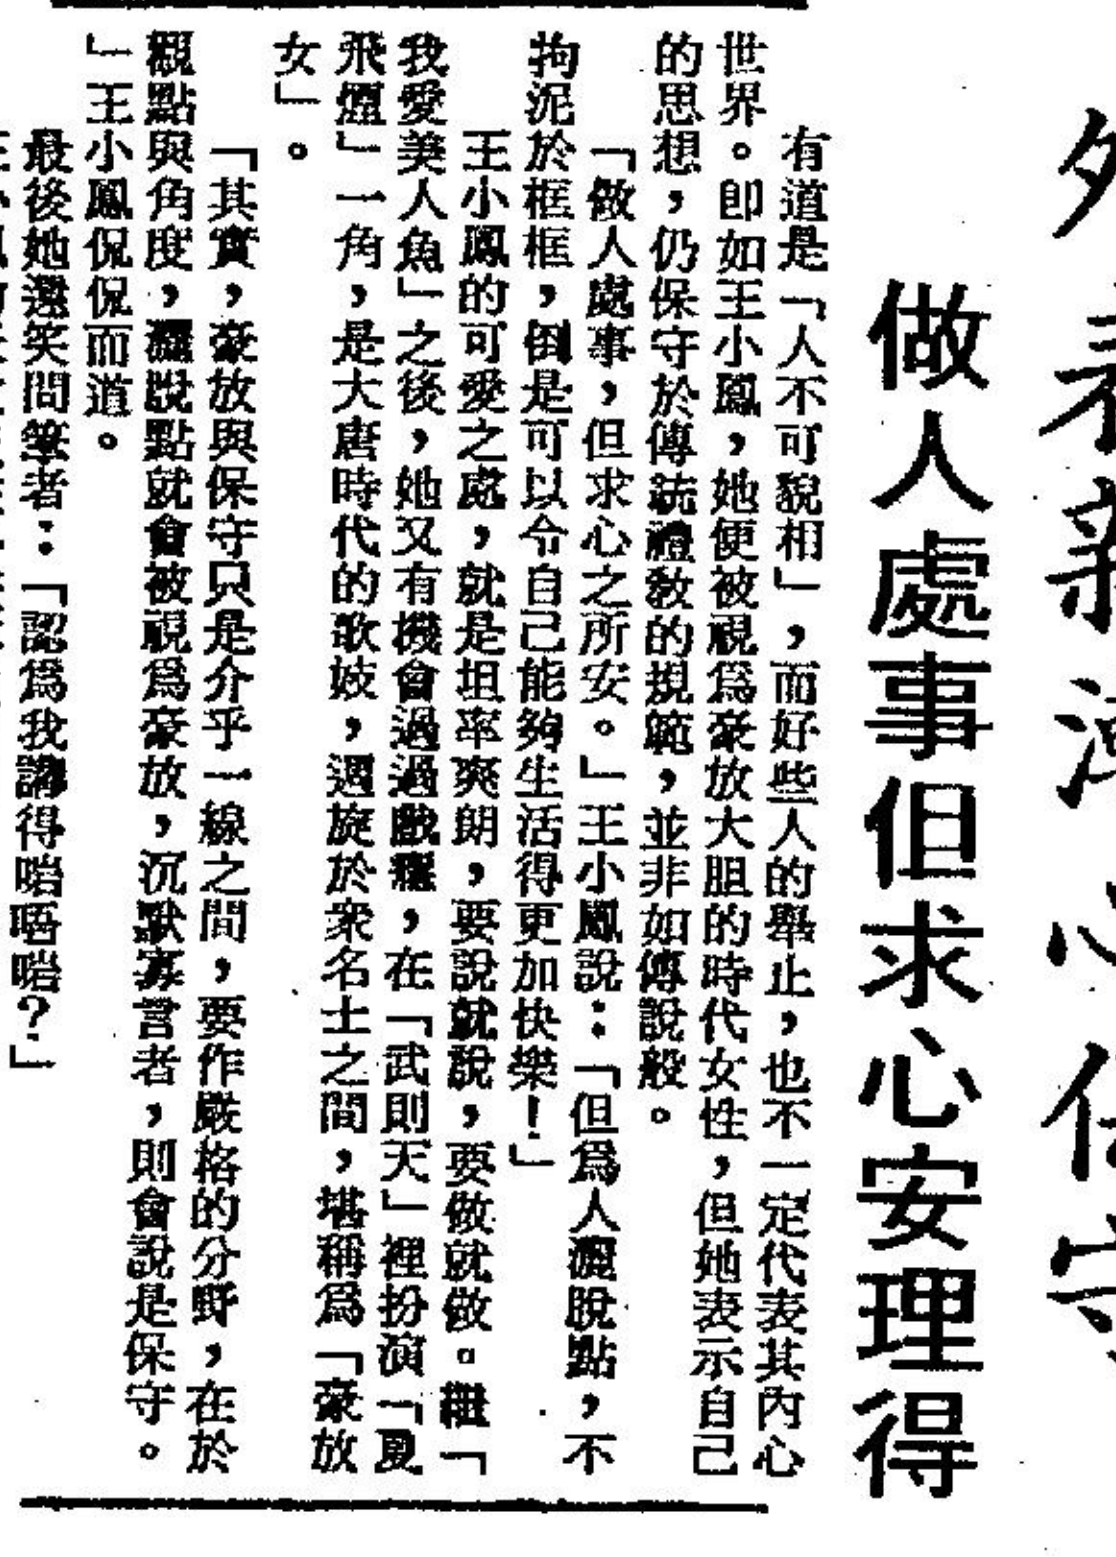 做人處事但求心安理得
有道是「人不可貌相」，而好些人的舉止，也不一定代表其內心
世界。即如王小鳳，她便被視爲豪放大胆的時代女性，但她表示自己
的思想，仍保守於傳統禮敎的規範，並非如傳說般。
「做人處事，但求心之所安。」王小鳳說：「但爲人灑脫點，不
拘泥於框框，倒是可以令自己能夠生活得更加快樂！」
王小鳳的可愛之處，就是坦率爽朗，要說就說，要做就做。繼「
我愛美人魚」之後，她又有機會過過戲癮，在「武則天」裡扮演「夏
飛煙」一角，是大唐時代的歌妓，週旋於衆名士之間，堪稱爲「豪放
女」。
「其實，豪放與保守只是介乎一線之間，要作嚴格的分野，在於
觀點與角度，灑脫點就會被視爲豪放，沉默寡言者，則會說是保守。
」王小鳳侃侃而道。
最後她還笑問筆者：「認爲我講得啱唔啱？」